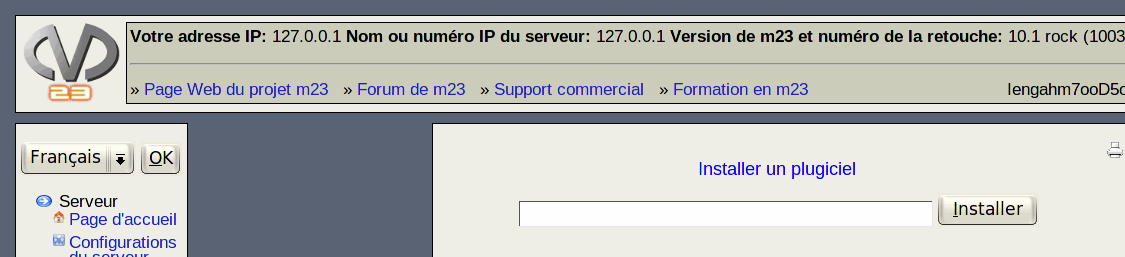 Votre adresse IP: 127.0.0.1 Nom ou numéro IP du serveur: 127.0.0.1 Version de m23 et numéro de la retouche: 10.1 rock (1003
23
» Page Web du projet m23 » Forum de m23 » Support commercial » Formation en m23
Français OK
Installer un plugiciel
Serveur
Page d'accueil
Installer
Configurations
du serveur